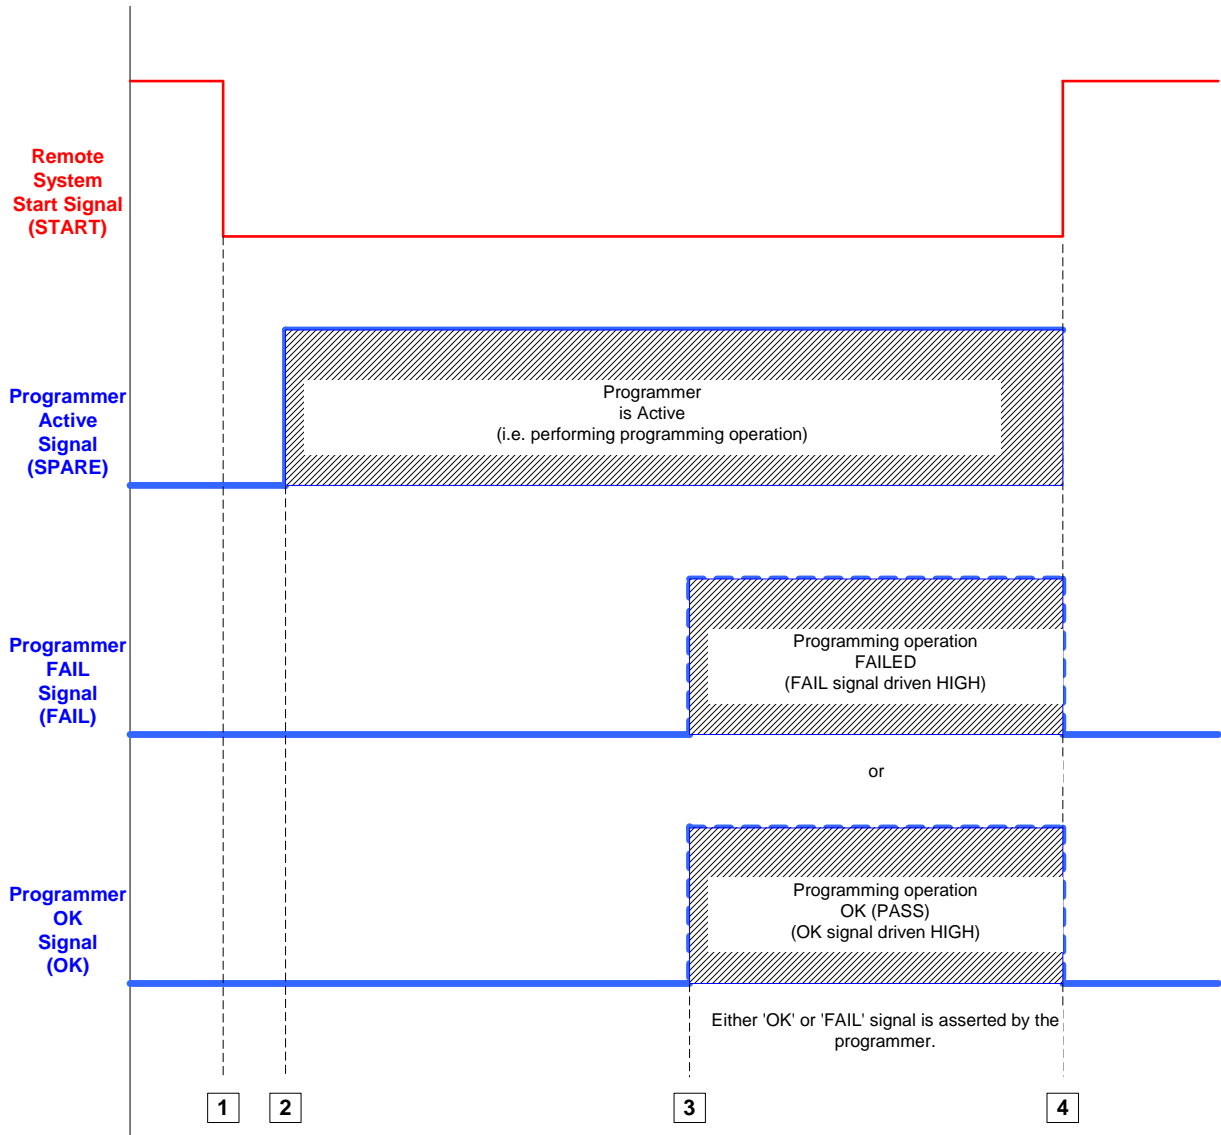 Remote
System
Start Signal
(START)
Programmer
Active
Signal
(SPARE)
Programmer
is Active
(i.e. performing programming operation)
Programmer
FAIL
Signal
(FAIL)
Programming operation
FAILED
(FAIL signal driven HIGH)
or
Programmer
OK
Signal
(OK)
Programming operation
OK (PASS)
(OK signal driven HIGH)
Either 'OK' or 'FAIL' signal is asserted by the
programmer.
1 2 3 4